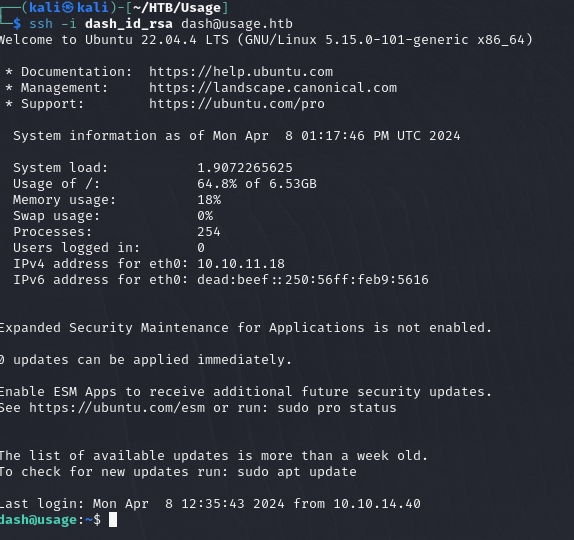 ┌──(kali㉿kali)-[~/HTB/Usage]
└─$ ssh -i dash_id_rsa dash@usage.htb
Welcome to Ubuntu 22.04.4 LTS (GNU/Linux 5.15.0-101-generic x86_64)
* Documentation:  https://help.ubuntu.com
* Management:     https://landscape.canonical.com
* Support:        https://ubuntu.com/pro
System information as of Mon Apr  8 01:17:46 PM UTC 2024
System load:           1.9072265625
Usage of /:            64.8% of 6.53GB
Memory usage:          18%
Swap usage:            0%
Processes:             254
Users logged in:       0
IPv4 address for eth0: 10.10.11.18
IPv6 address for eth0: dead:beef::250:56ff:feb9:5616
Expanded Security Maintenance for Applications is not enabled.
0 updates can be applied immediately.
Enable ESM Apps to receive additional future security updates.
See https://ubuntu.com/esm or run: sudo pro status
The list of available updates is more than a week old.
To check for new updates run: sudo apt update
Last login: Mon Apr  8 12:35:43 2024 from 10.10.14.40
dash@usage:~$